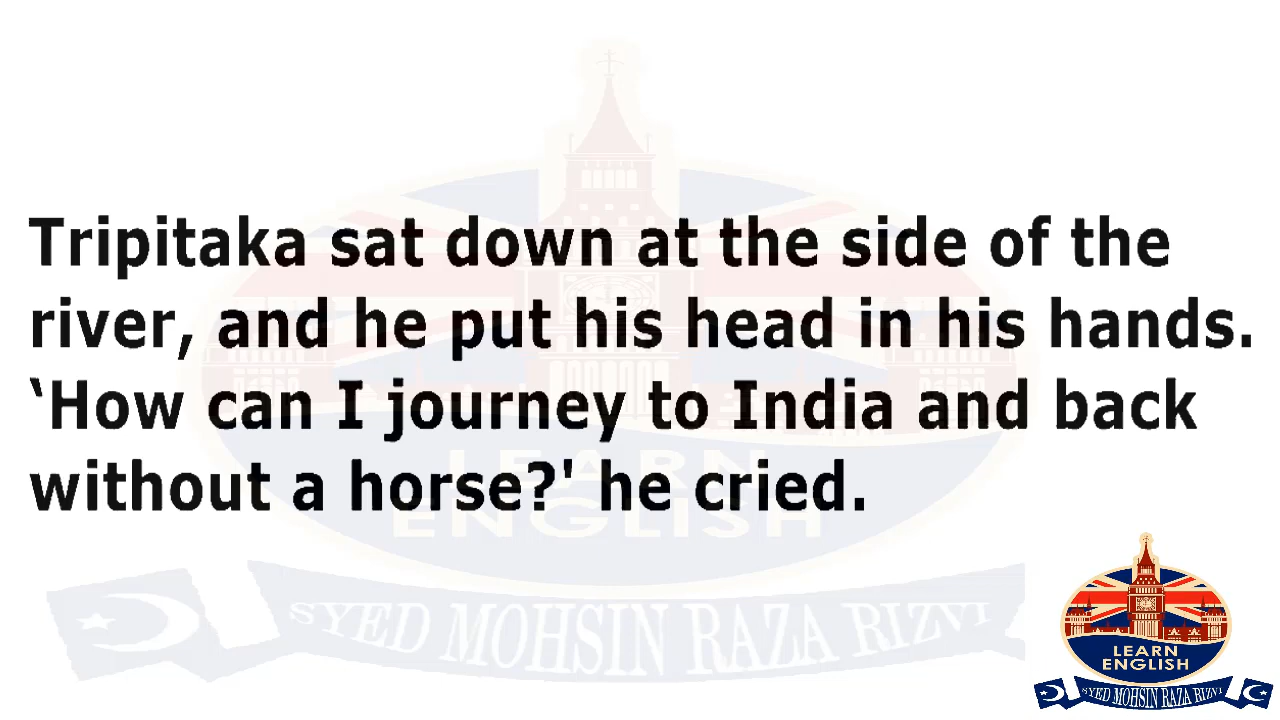 Tripitaka sat down at the side of the
river, and he put his head in his hands.
‘How can I journey to India and back
without a horse?' he cried.
LEARN
ENGLISH
SYED MOHSIN RAZA RIZVI
LEARN
ENGLISH
SYED MOHSIN RAZA RIZVI